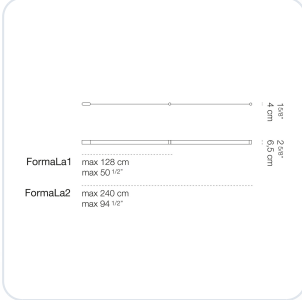 1 5/8"
4 cm
2 5/8"
6,5 cm
FormaLa1
max 128 cm
max 50 1/2"
FormaLa2
max 240 cm
max 94 1/2"